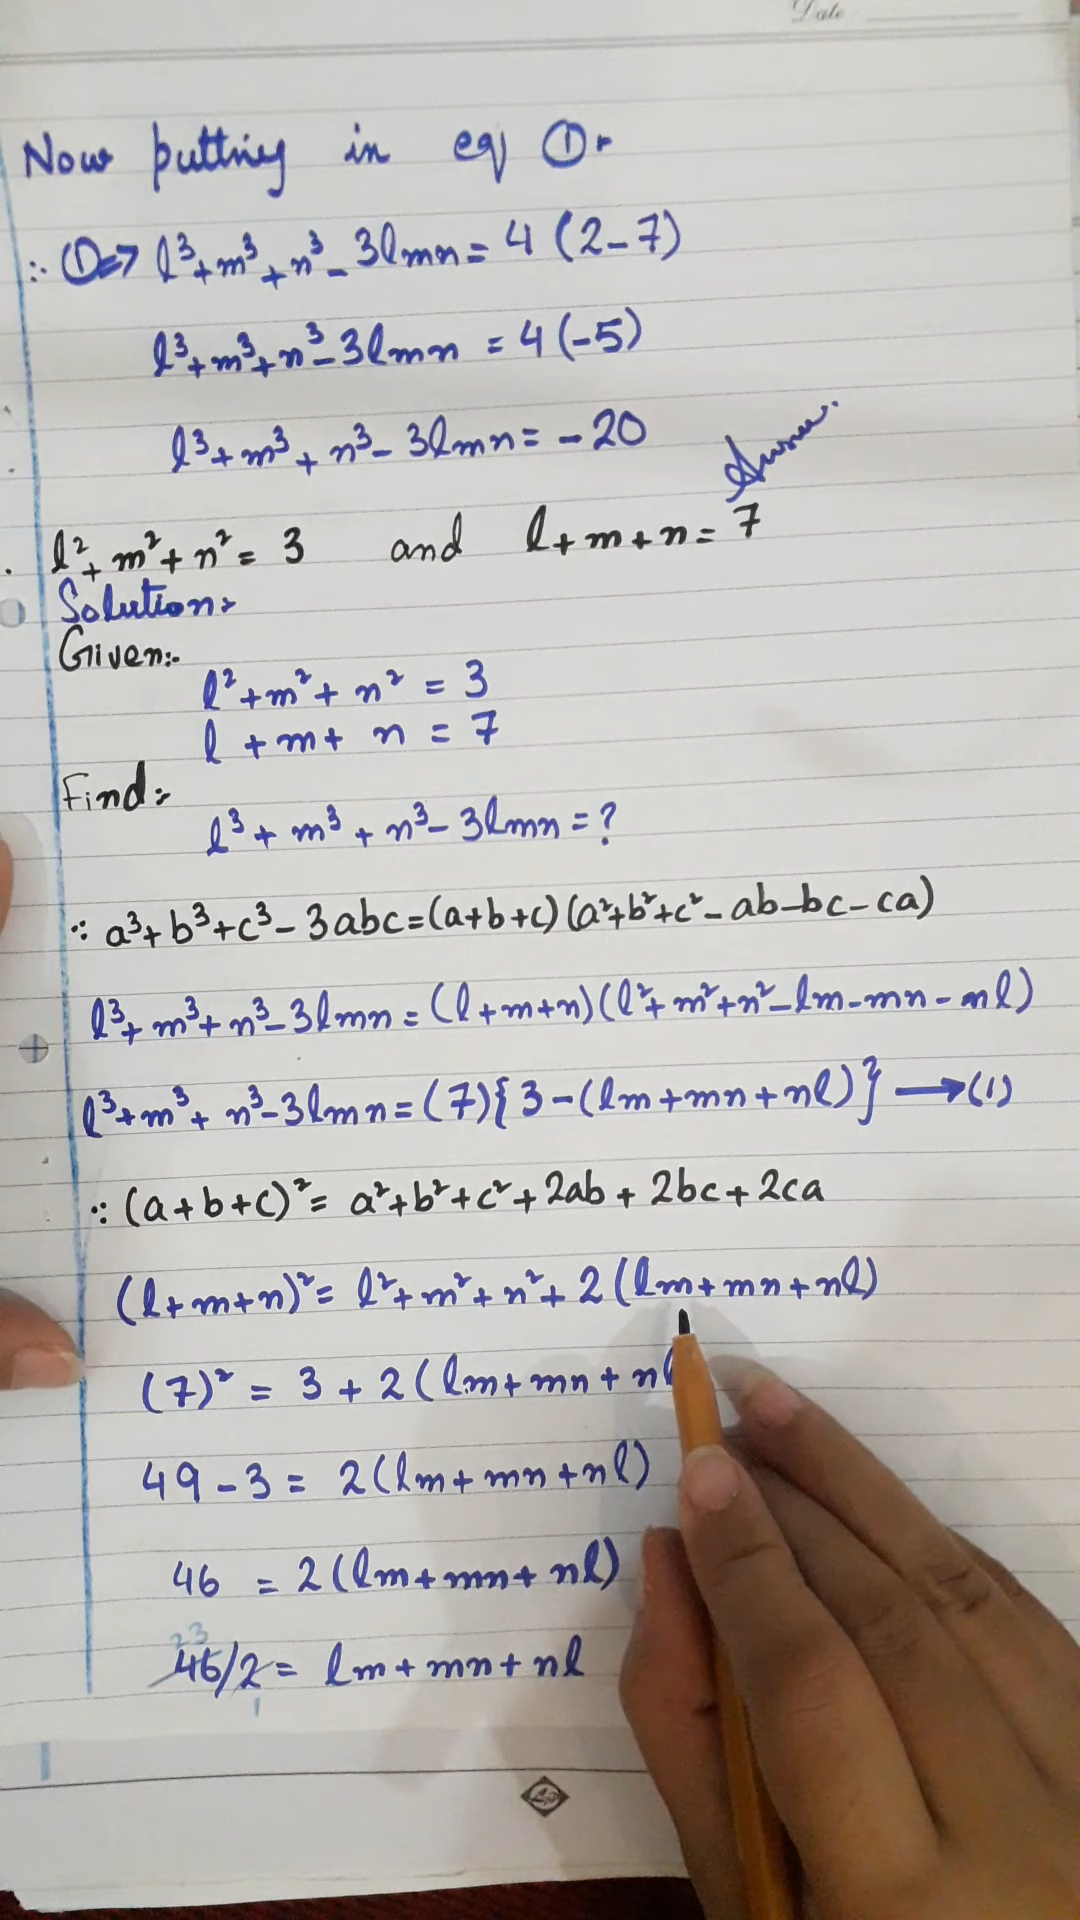 Date
Now putting in eq ①:-
∴ ①⇒ l³+m³+n³-3lmn=4(2-7)
l³+m³+n³-3lmn=4(-5)
l³+m³+n³-3lmn=-20
Answer.
. l²+m²+n²=3 and l+m+n=7
Solution:-
Given:-
l²+m²+n²=3
l+m+n=7
Find:-
l³+m³+n³-3lmn=?
∵ a³+b³+c³-3abc=(a+b+c)(a²+b²+c²-ab-bc-ca)
l³+m³+n³-3lmn=(l+m+n)(l²+m²+n²-lm-mn-nl)
l³+m³+n³-3lmn=(7){3-(lm+mn+nl)}→(1)
∵ (a+b+c)²=a²+b²+c²+2ab+2bc+2ca
(l+m+n)²=l²+m²+n²+2(lm+mn+nl)
(7)²=3+2(lm+mn+nl
49-3=2(lm+mn+nl)
46=2(lm+mn+nl)
23
46/2=lm+mn+nl
1